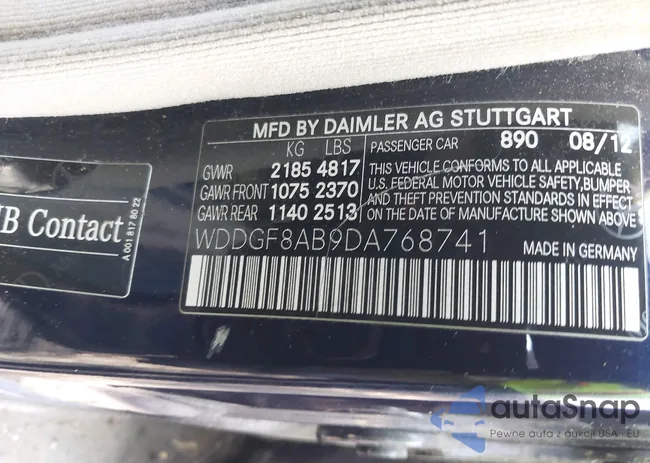 MFD BY DAIMLER AG STUTTGART
KG LBS
GVWR 2185 4817
GAWR FRONT 1075 2370
GAWR REAR 1140 2513
PASSENGER CAR 890 08/12
THIS VEHICLE CONFORMS TO ALL APPLICABLE
U.S. FEDERAL MOTOR VEHICLE SAFETY, BUMPER
AND THEFT PREVENTION STANDARDS IN EFFECT
ON THE DATE OF MANUFACTURE SHOWN ABOVE.
WDDGF8AB9DA768741 MADE IN GERMANY
Contact
A 001 817 80 22
autaSnap
Pewne auta z aukcji USA i EU